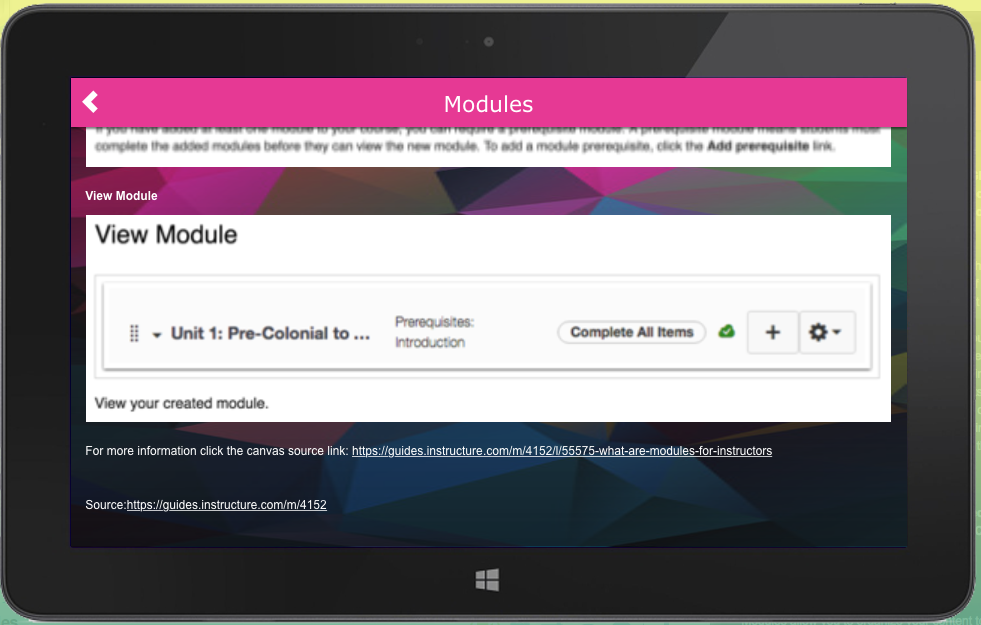 Modules
If you have added at least one module to your course, you can require a prerequisite module. A prerequisite module means students must
complete the added modules before they can view the new module. To add a module prerequisite, click the Add prerequisite link.
View Module
View Module
Unit 1: Pre-Colonial to ...
Prerequisites:
Introduction
Complete All Items
View your created module.
For more information click the canvas source link: https://guides.instructure.com/m/4152/l/55575-what-are-modules-for-instructors
Source:https://guides.instructure.com/m/4152